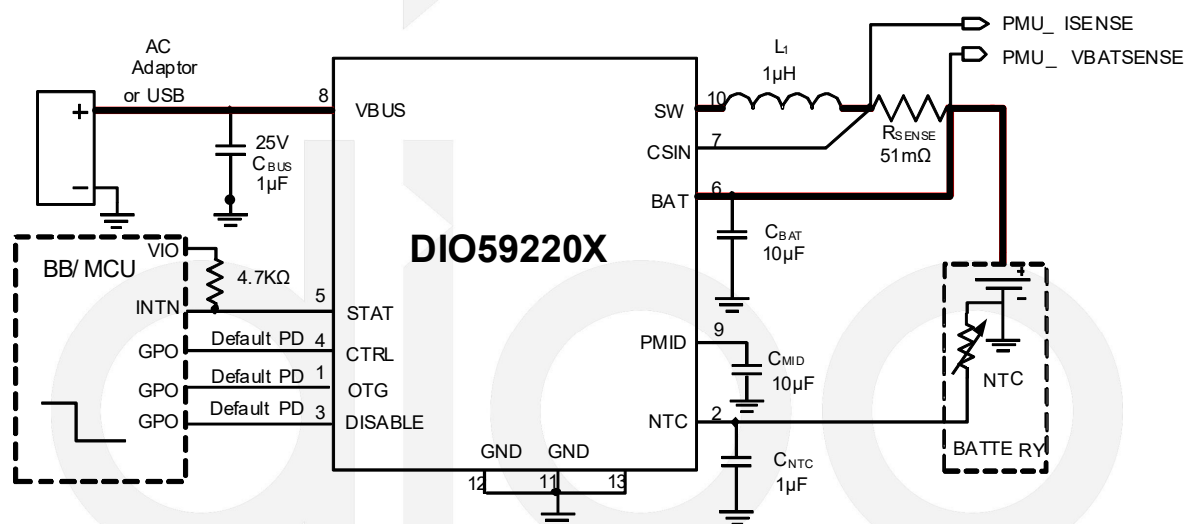 PMU_ ISENSE
PMU_ VBATSENSE
AC
Adaptor
or USB
L1
1µH
+
-
8
VBUS
SW
10
25V
CBUS
1µF
CSIN
7
RSENSE
51mΩ
BAT
6
DIO59220X
CBAT
10µF
BB/ MCU
VIO
4.7KΩ
INTN
5
STAT
GPO
Default PD
4
CTRL
GPO
Default PD
1
OTG
GPO
Default PD
3
DISABLE
PMID
9
CMID
10µF
NTC
2
CNTC
1µF
+
-
NTC
BATTE RY
GND
GND
12
11
13
dioo